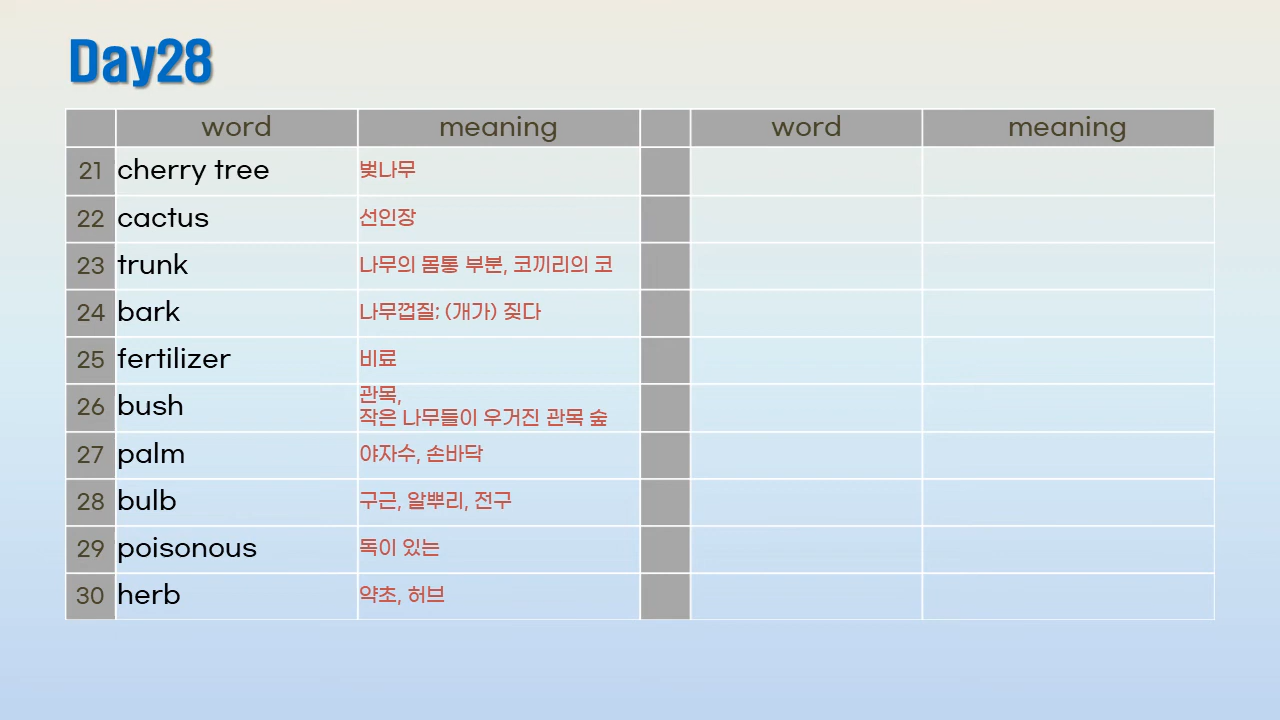 Day28
word meaning word meaning
21 cherry tree 벚나무
22 cactus 선인장
23 trunk 나무의 몸통 부분, 코끼리의 코
24 bark 나무껍질; (개가) 짖다
25 fertilizer 비료
26 bush 관목,
작은 나무들이 우거진 관목 숲
27 palm 야자수, 손바닥
28 bulb 구근, 알뿌리, 전구
29 poisonous 독이 있는
30 herb 약초, 허브